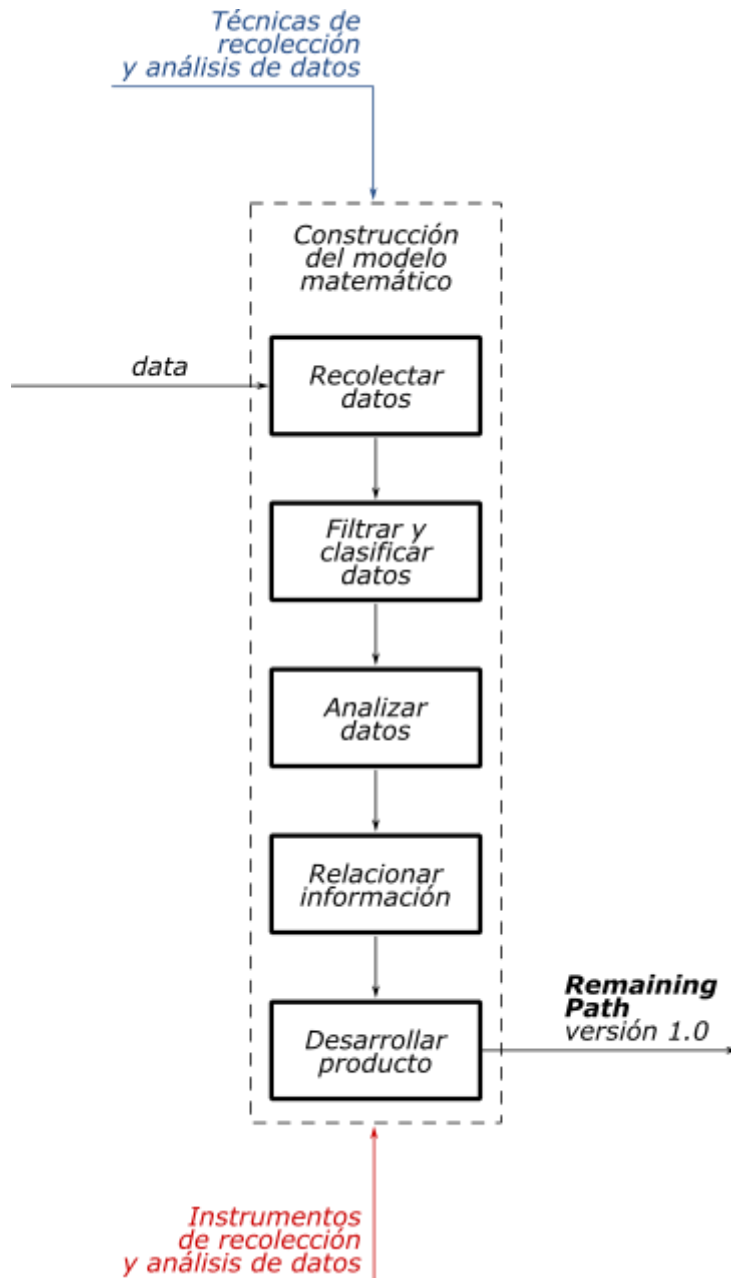 Técnicas de
recolección
y análisis de datos
Construcción
del modelo
matemático
data
Recolectar
datos
Filtrar y
clasificar
datos
Analizar
datos
Relacionar
información
Desarrollar
producto
Remaining
Path
versión 1.0
Instrumentos
de recolección
y análisis de datos